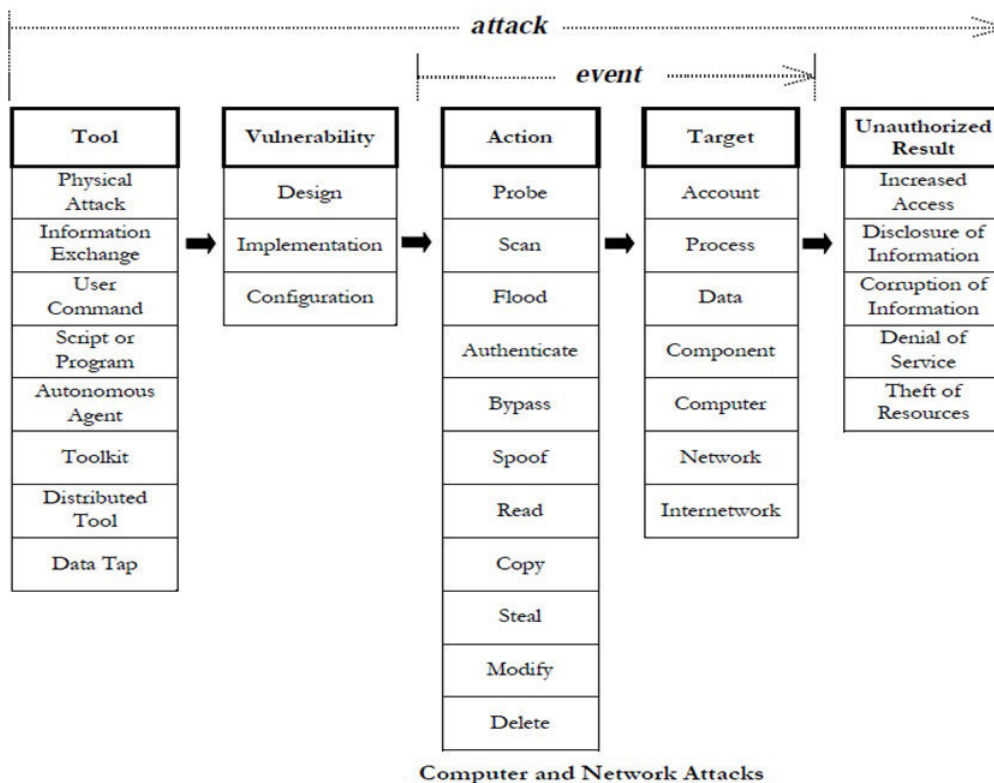 attack
event
Tool
Physical
Attack
Information
Exchange
User
Command
Script or
Program
Autonomous
Agent
Toolkit
Distributed
Tool
Data Tap
Vulnerability
Design
Implementation
Configuration
Action
Probe
Scan
Flood
Authenticate
Bypass
Spoof
Read
Copy
Steal
Modify
Delete
Target
Account
Process
Data
Component
Computer
Network
Internetwork
Unauthorized
Result
Increased
Access
Disclosure of
Information
Corruption of
Information
Denial of
Service
Theft of
Resources
Computer and Network Attacks